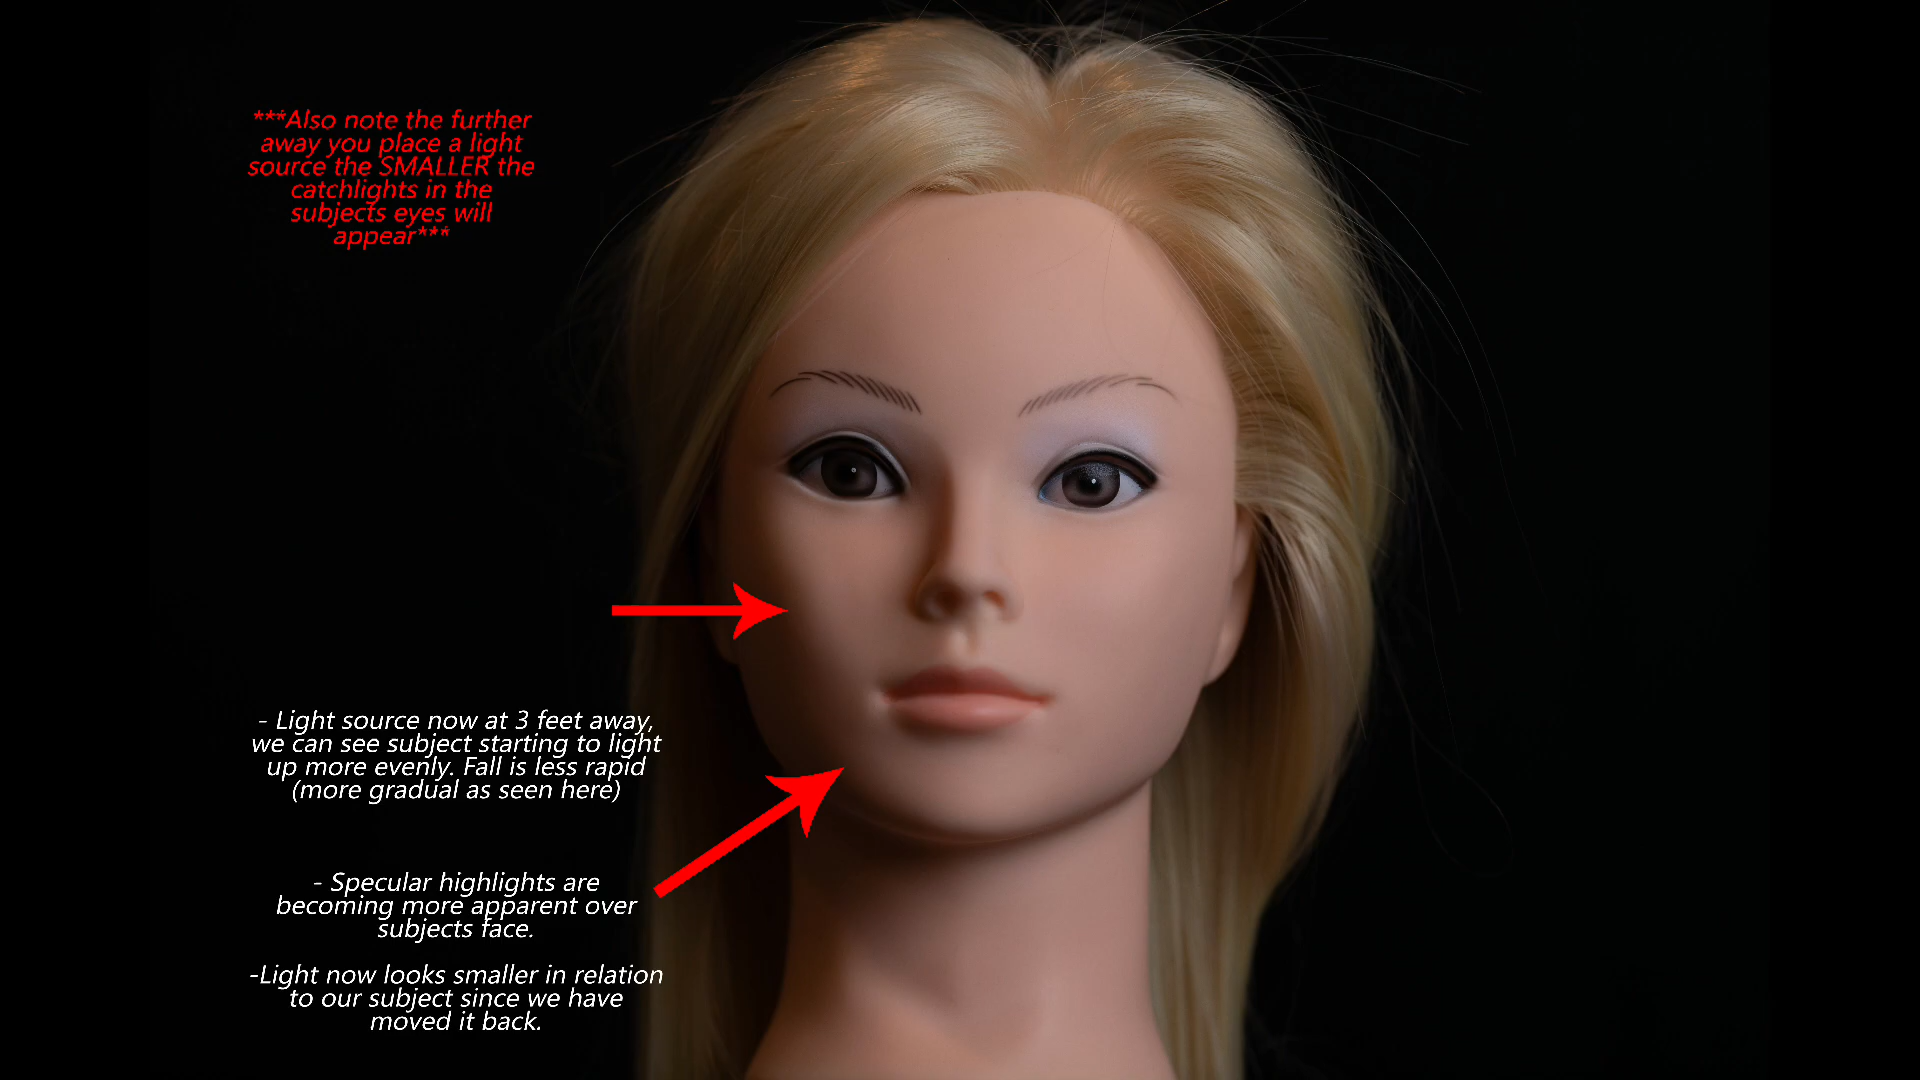 ***Also note the further
away you place a light
source the SMALLER the
catchlights in the
subjects eyes will
appear***
- Light source now at 3 feet away,
we can see subject starting to light
up more evenly. Fall is less rapid
(more gradual as seen here)
- Specular highlights are
becoming more apparent over
subjects face.
-Light now looks smaller in relation
to our subject since we have
moved it back.